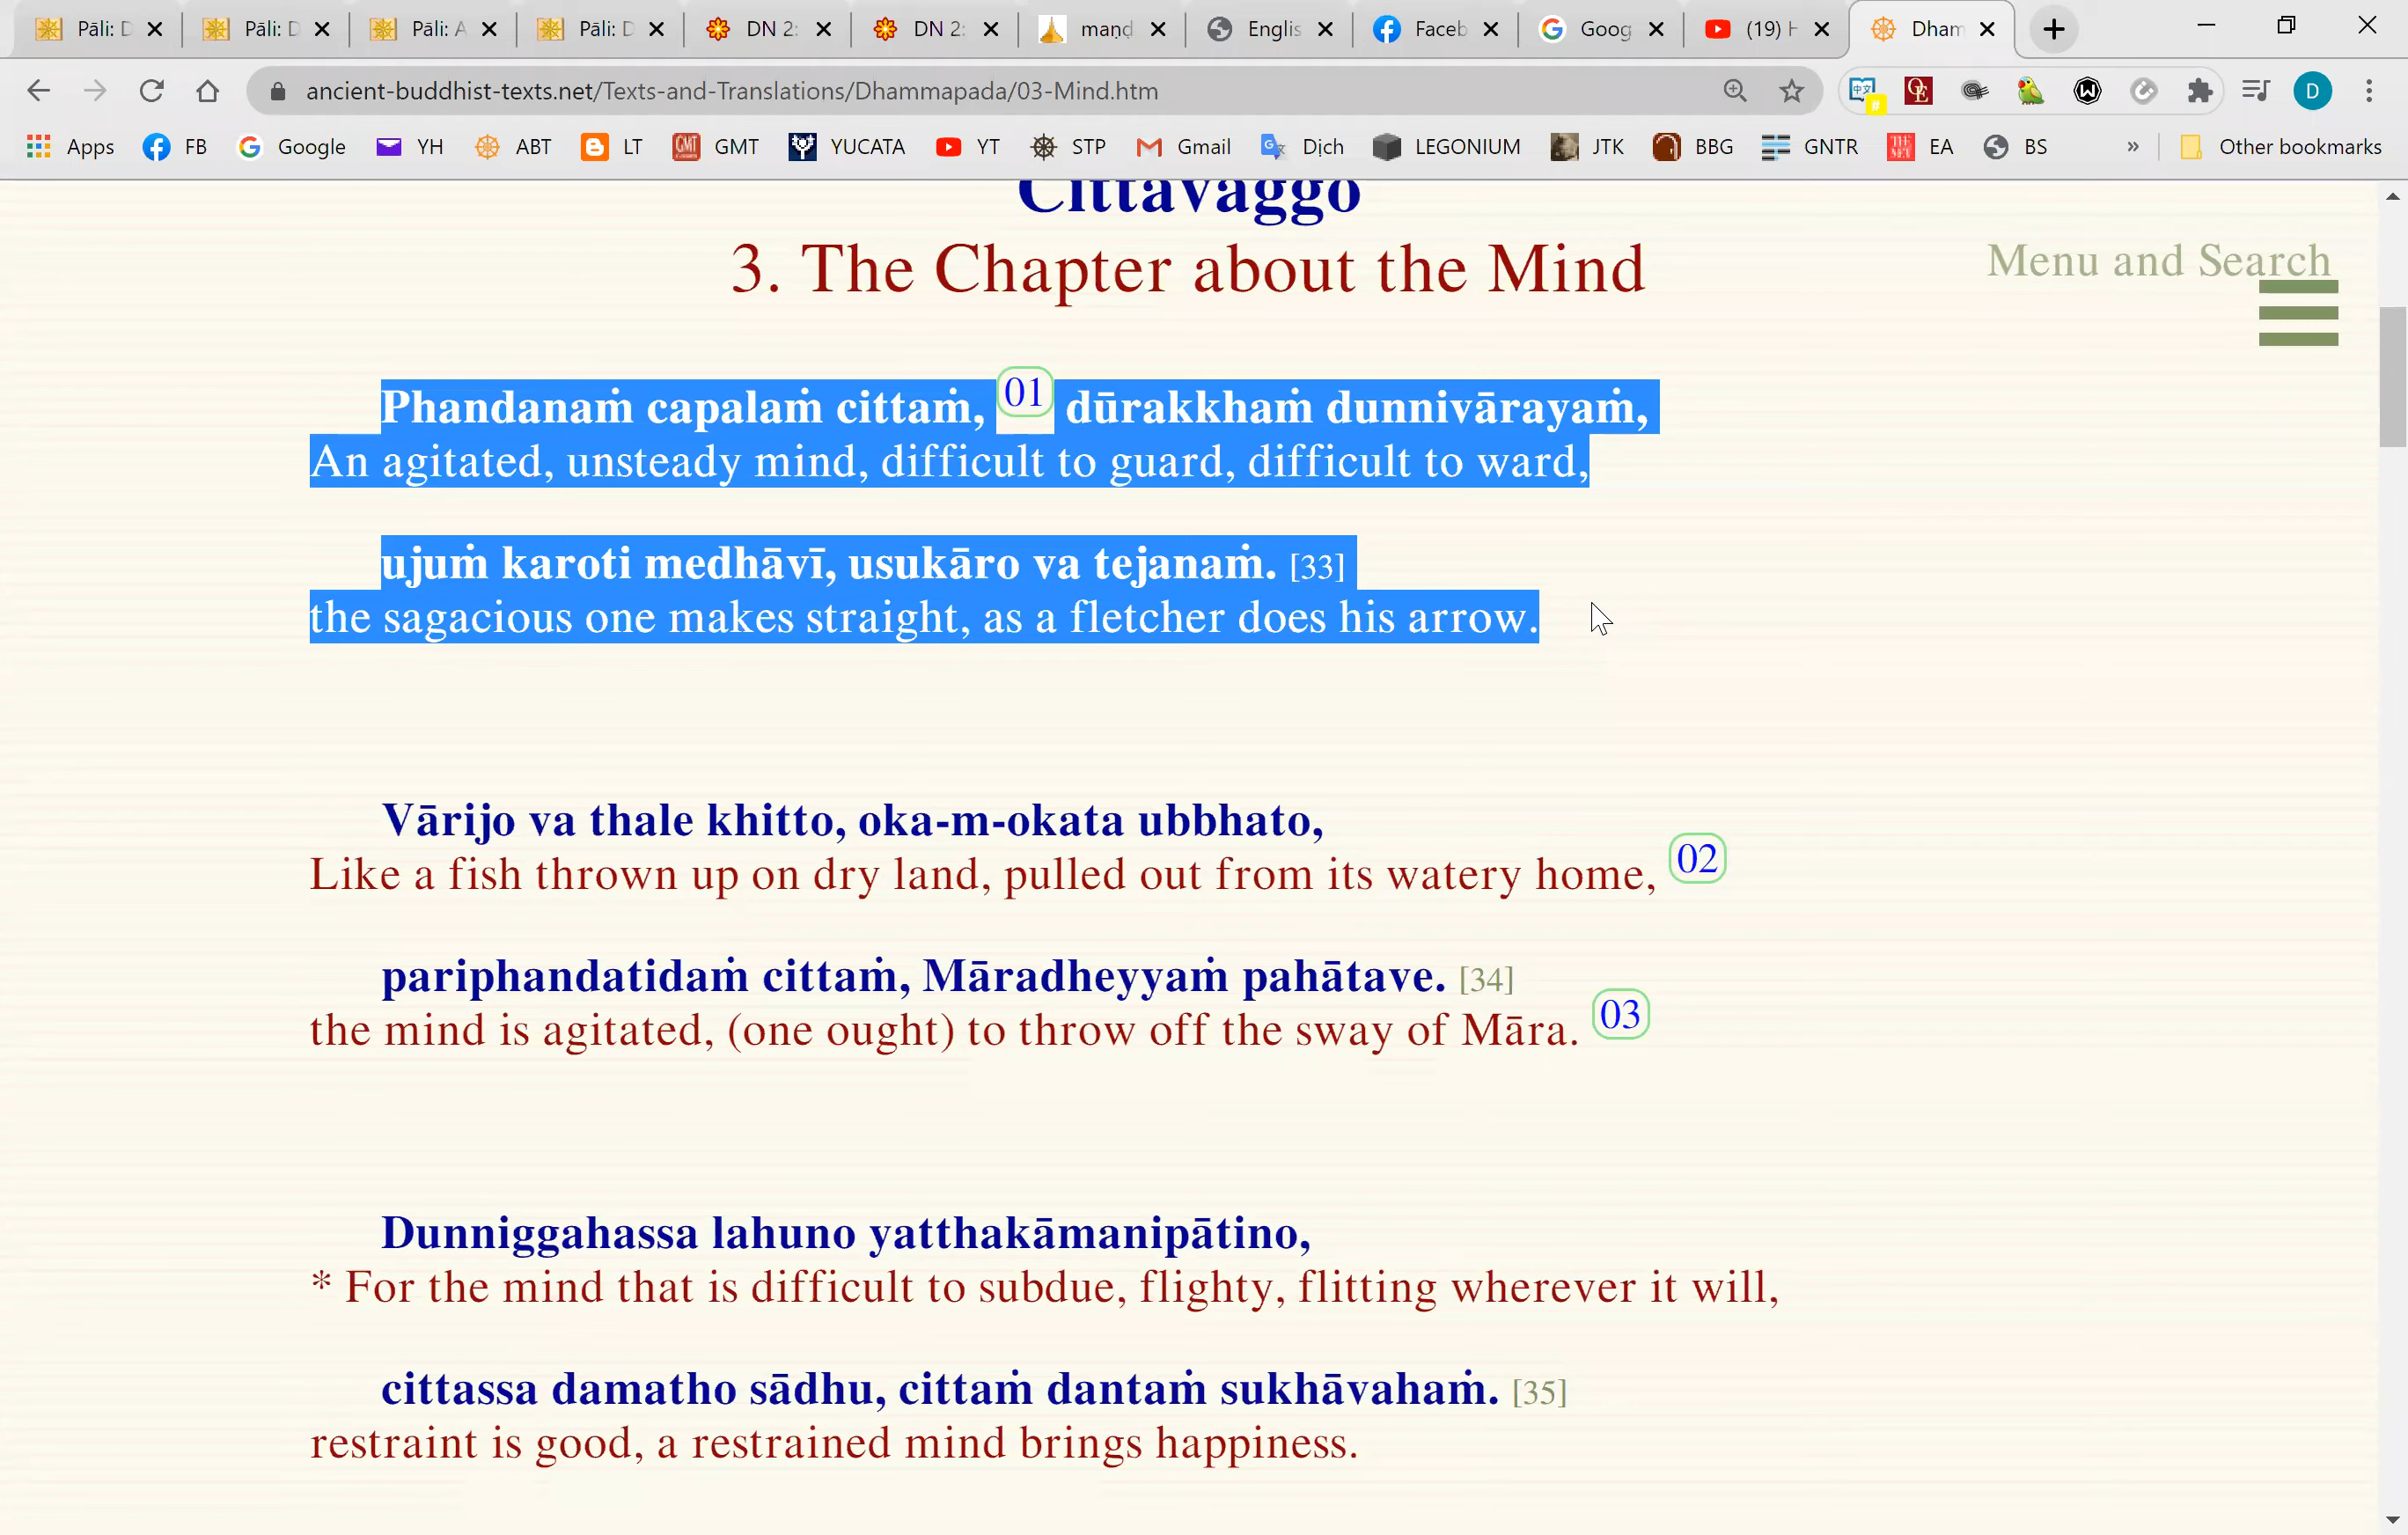 Pāli: D Pāli: D Pāli: A Pāli: D DN 2: DN 2: maṇḍ Englis Faceb Goog (19) H Dham
ancient-buddhist-texts.net/Texts-and-Translations/Dhammapada/03-Mind.htm D
Apps FB Google YH ABT LT GMT YUCATA YT STP Gmail Dịch LEGONIUM JTK BBG GNTR EA BS » Other bookmarks
Cittavaggo
3. The Chapter about the Mind
Menu and Search
Phandanaṁ capalaṁ cittaṁ, 01 dūrakkhaṁ dunnivārayaṁ,
An agitated, unsteady mind, difficult to guard, difficult to ward,
ujuṁ karoti medhāvī, usukāro va tejanaṁ. [33]
the sagacious one makes straight, as a fletcher does his arrow.
Vārijo va thale khitto, oka-m-okata ubbhato,
Like a fish thrown up on dry land, pulled out from its watery home, 02
pariphandatidaṁ cittaṁ, Māradheyyaṁ pahātave. [34]
the mind is agitated, (one ought) to throw off the sway of Māra. 03
Dunniggahassa lahuno yatthakāmanipātino,
* For the mind that is difficult to subdue, flighty, flitting wherever it will,
cittassa damatho sādhu, cittaṁ dantaṁ sukhāvahaṁ. [35]
restraint is good, a restrained mind brings happiness.